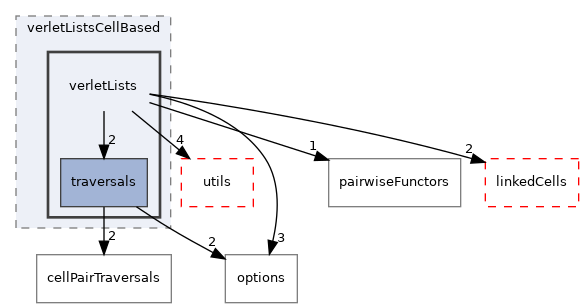 verletListsCellBased
verletLists
2
4
1
2
traversals
utils
pairwiseFunctors
linkedCells
2
2
3
cellPairTraversals
options